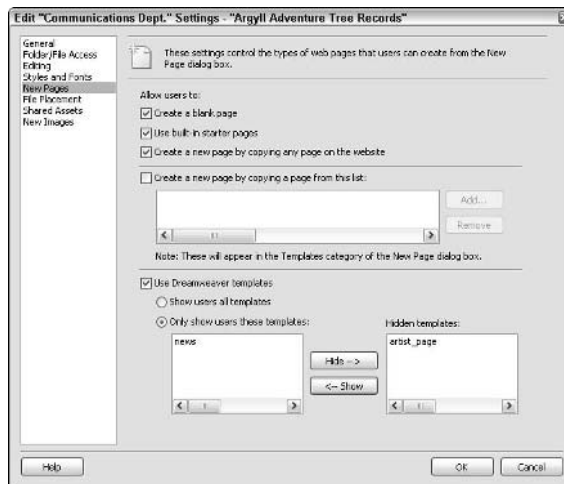 Edit "Communications Dept." Settings - "Argyll Adventure Tree Records"
General
Folder/File Access
Editing
Styles and Fonts
New Pages
File Placement
Shared Assets
New Images
These settings control the types of web pages that users can create from the New
Page dialog box.
Allow users to:
Create a blank page
Use built-in starter pages
Create a new page by copying any page on the website
Create a new page by copying a page from this list:
Add...
Remove
Note: These will appear in the Templates category of the New Page dialog box.
Use Dreamweaver templates
Show users all templates
Only show users these templates:
Hidden templates:
news
artist_page
Hide -->
<-- Show
Help
OK
Cancel